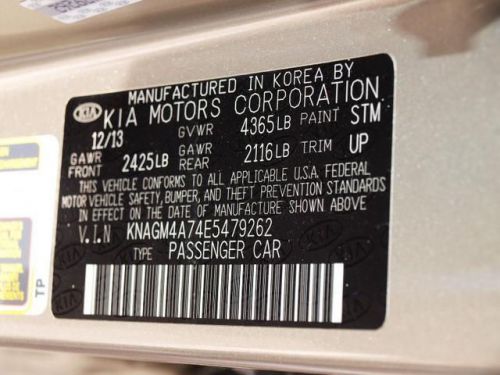 MANUFACTURED IN KOREA BY
KIA KIA MOTORS CORPORATION
12/13 GVWR 4365LB PAINT STM
GAWR FRONT 2425LB GAWR REAR 2116LB TRIM UP
THIS VEHICLE CONFORMS TO ALL APPLICABLE U.S.A. FEDERAL
MOTOR VEHICLE SAFETY, BUMPER, AND THEFT PREVENTION STANDARDS
IN EFFECT ON THE DATE OF MANUFACTURE SHOWN ABOVE
V.I.N KNAGM4A74E5479262
TYPE PASSENGER CAR
TP